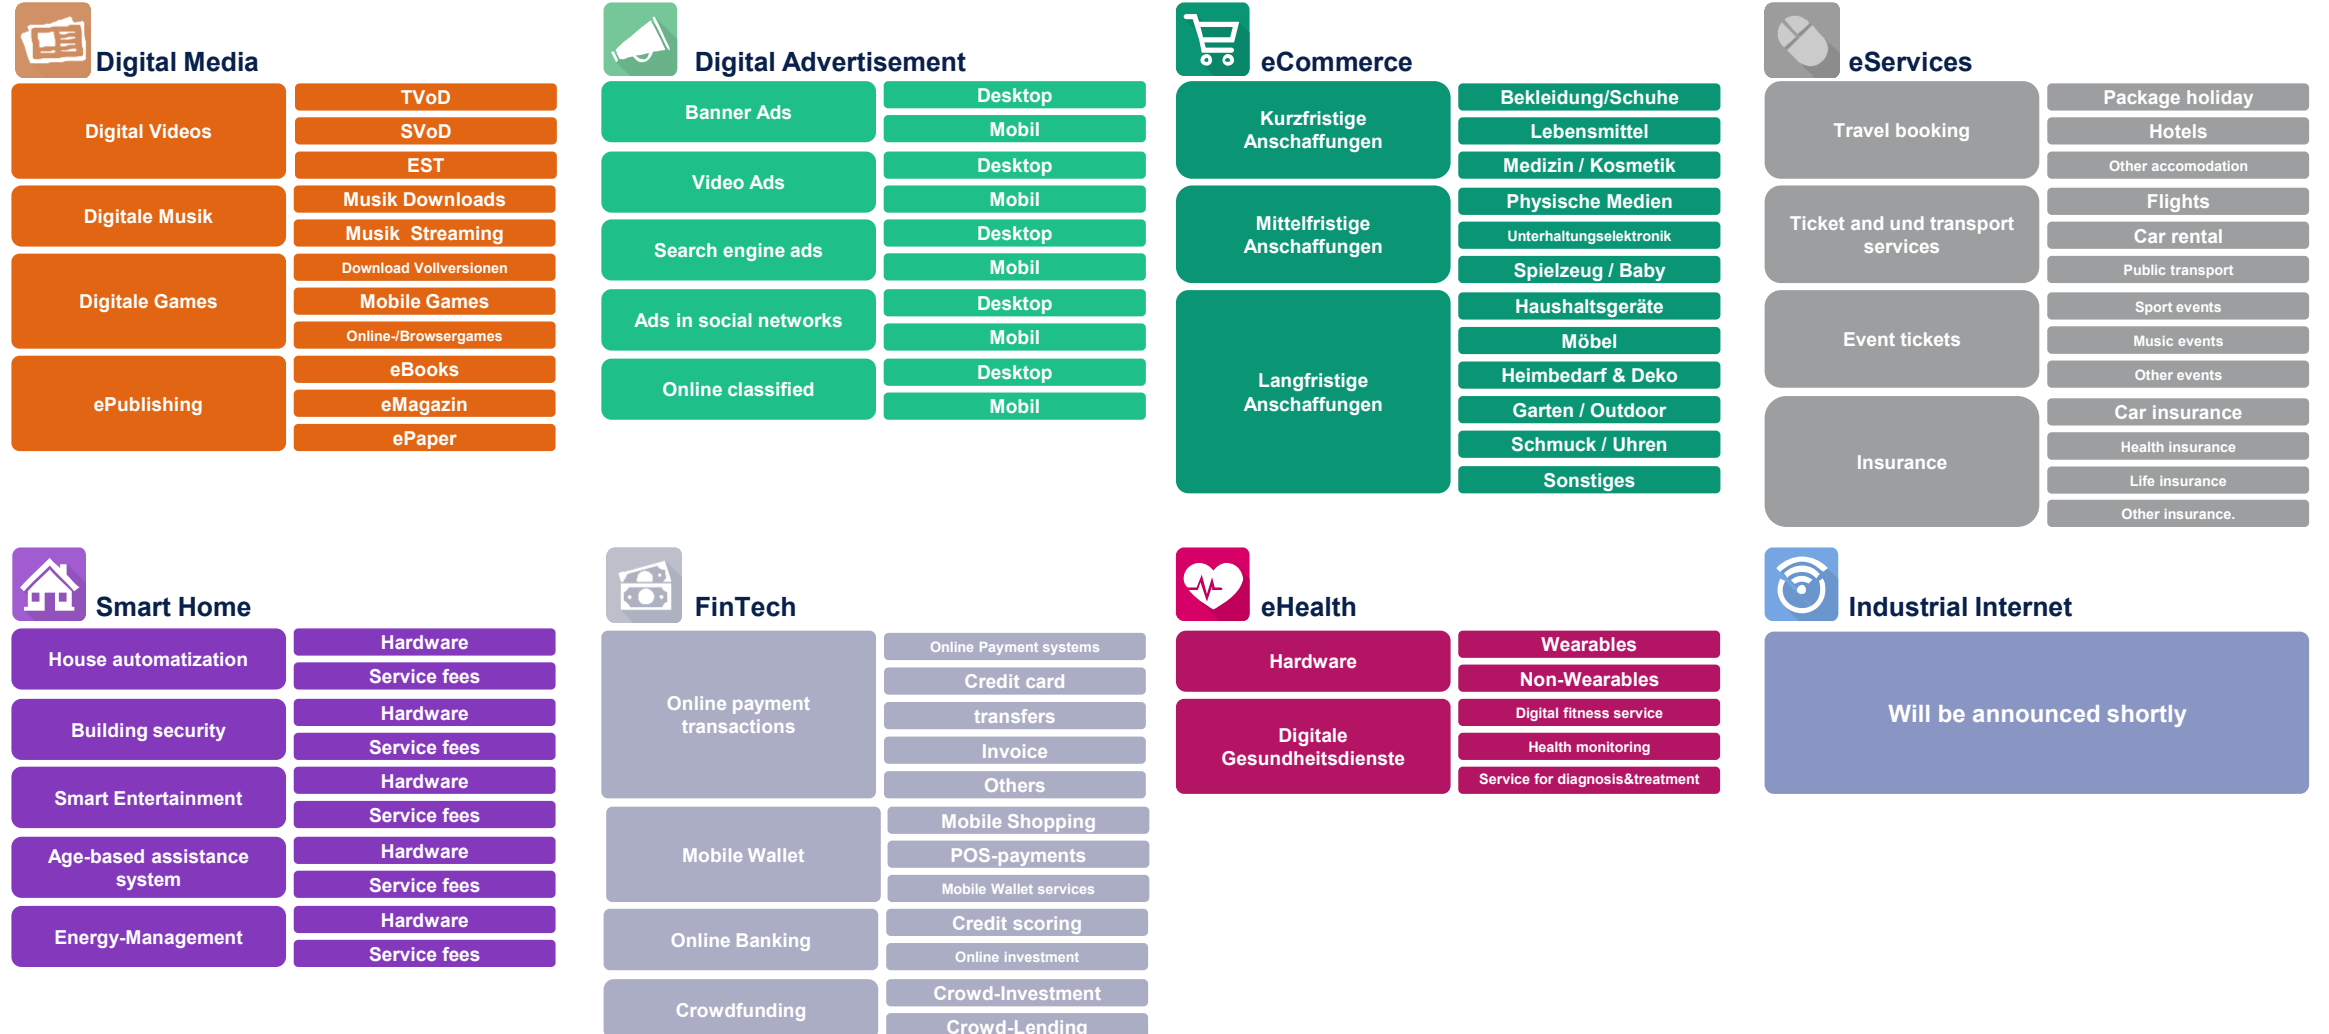 Digital Media
Digital Videos
TVoD
SVoD
EST
Digitale Musik
Musik Downloads
Musik Streaming
Digitale Games
Download Vollversionen
Mobile Games
Online-/Browsergames
ePublishing
eBooks
eMagazin
ePaper
Digital Advertisement
Banner Ads
Desktop
Mobil
Video Ads
Desktop
Mobil
Search engine ads
Desktop
Mobil
Ads in social networks
Desktop
Mobil
Online classified
Desktop
Mobil
eCommerce
Kurzfristige
Anschaffungen
Bekleidung/Schuhe
Lebensmittel
Medizin / Kosmetik
Mittelfristige
Anschaffungen
Physische Medien
Unterhaltungselektronik
Spielzeug / Baby
Langfristige
Anschaffungen
Haushaltsgeräte
Möbel
Heimbedarf & Deko
Garten / Outdoor
Schmuck / Uhren
Sonstiges
eServices
Travel booking
Package holiday
Hotels
Other accomodation
Ticket and und transport
services
Flights
Car rental
Public transport
Event tickets
Sport events
Music events
Other events
Insurance
Car insurance
Health insurance
Life insurance
Other insurance.
Smart Home
House automatization
Hardware
Service fees
Building security
Hardware
Service fees
Smart Entertainment
Hardware
Service fees
Age-based assistance
system
Hardware
Service fees
Energy-Management
Hardware
Service fees
FinTech
Online payment
transactions
Online Payment systems
Credit card
transfers
Invoice
Others
Mobile Wallet
Mobile Shopping
POS-payments
Mobile Wallet services
Online Banking
Credit scoring
Online investment
Crowdfunding
Crowd-Investment
Crowd-Lending
eHealth
Hardware
Wearables
Non-Wearables
Digitale
Gesundheitsdienste
Digital fitness service
Health monitoring
Service for diagnosis&treatment
Industrial Internet
Will be announced shortly